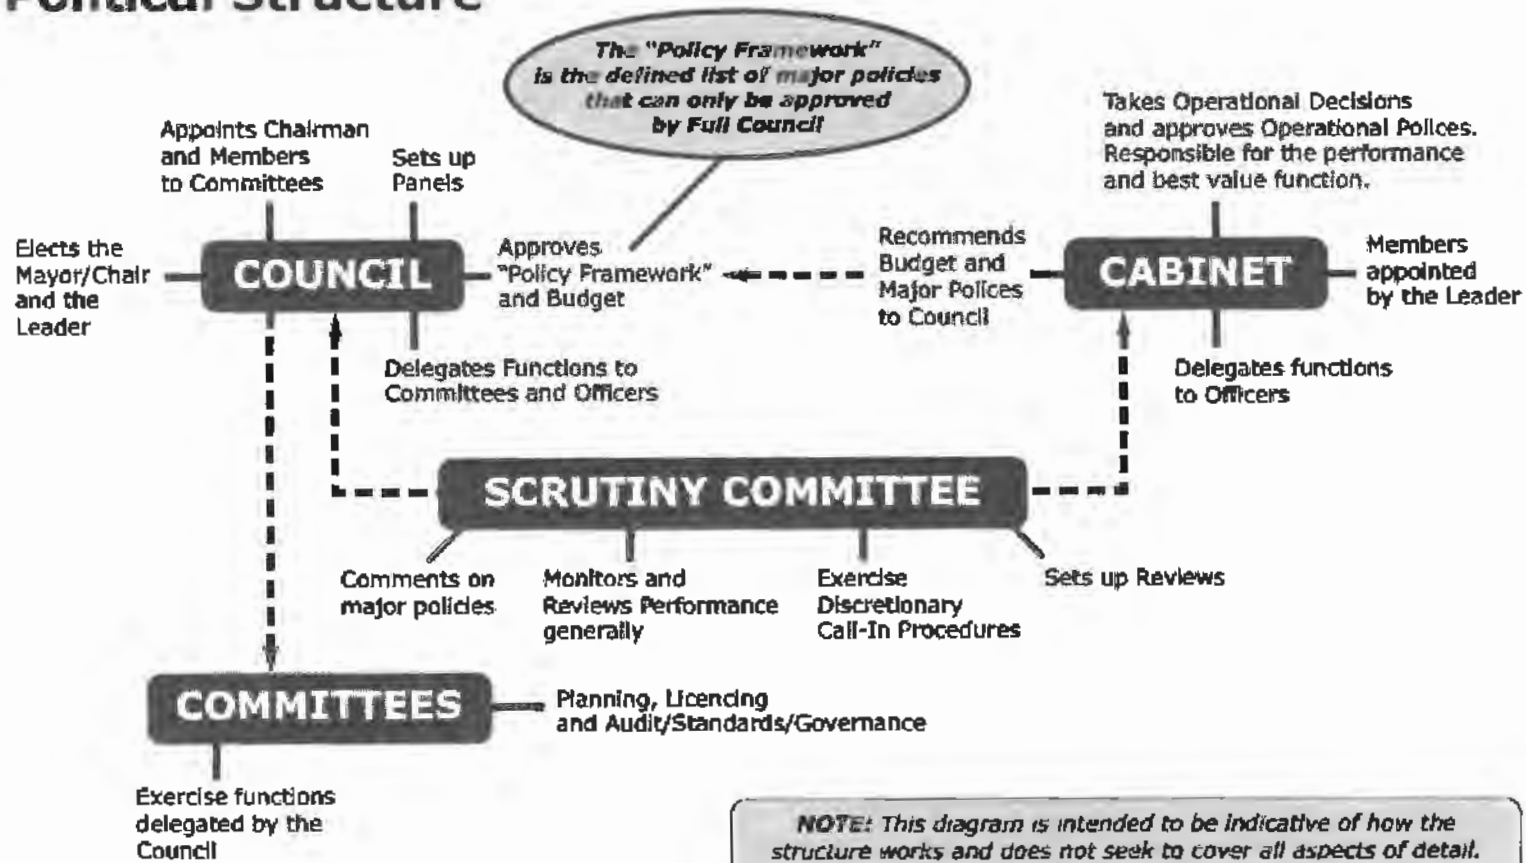 Political Structure
The "Policy Framework"
is the defined list of major policies
that can only be approved
by Full Council
Appoints Chairman
and Members
to Committees
Sets up
Panels
Takes Operational Decisions
and approves Operational Polices.
Responsible for the performance
and best value function.
Elects the
Mayor/Chair
and the
Leader
COUNCIL
Approves
"Policy Framework"
and Budget
Recommends
Budget and
Major Polices
to Council
CABINET
Members
appointed
by the Leader
Delegates Functions to
Committees and Officers
Delegates functions
to Officers
SCRUTINY COMMITTEE
Comments on
major policies
Monitors and
Reviews Performance
generally
Exercise
Discretionary
Call-In Procedures
Sets up Reviews
COMMITTEES
Planning, Licencing
and Audit/Standards/Governance
Exercise functions
delegated by the
Council
NOTE: This diagram is intended to be indicative of how the
structure works and does not seek to cover all aspects of detail.